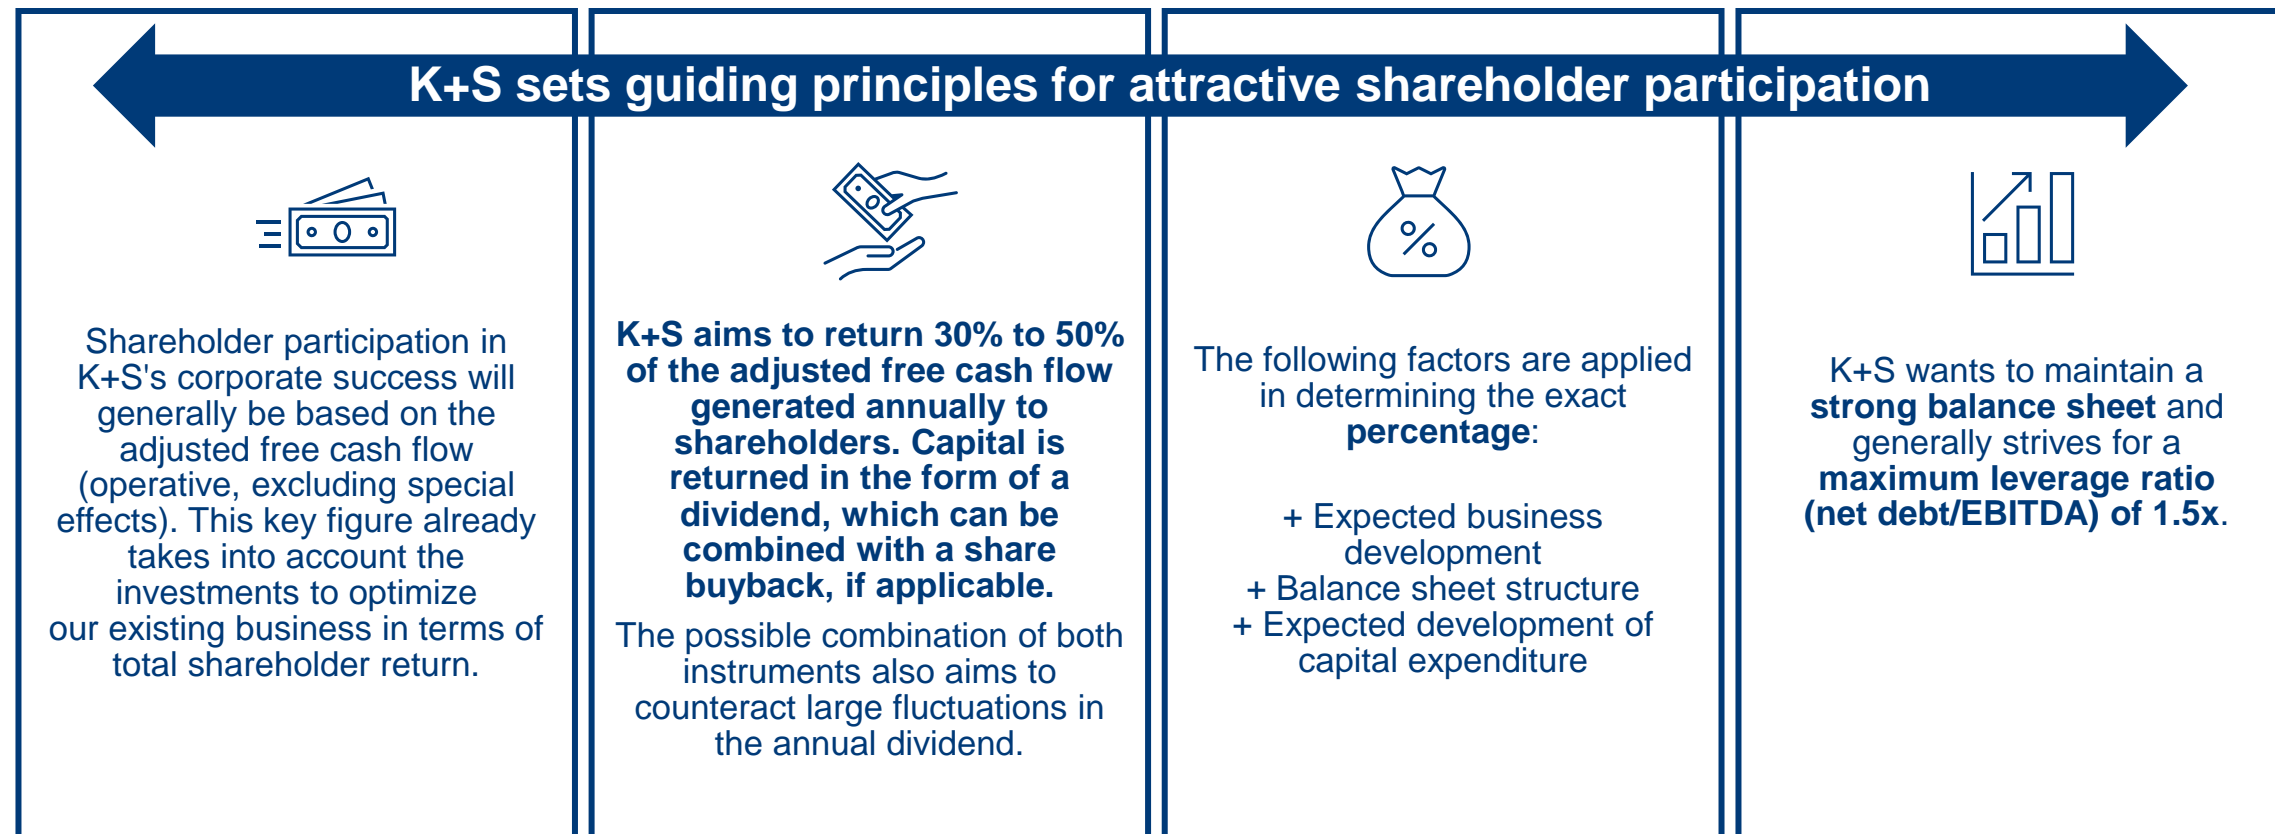 K+S sets guiding principles for attractive shareholder participation
Shareholder participation in
K+S's corporate success will
generally be based on the
adjusted free cash flow
(operative, excluding special
effects). This key figure already
takes into account the
investments to optimize
our existing business in terms of
total shareholder return.
K+S aims to return 30% to 50%
of the adjusted free cash flow
generated annually to
shareholders. Capital is
returned in the form of a
dividend, which can be
combined with a share
buyback, if applicable.
The possible combination of both
instruments also aims to
counteract large fluctuations in
the annual dividend.
%
The following factors are applied
in determining the exact
percentage:
+ Expected business
development
+ Balance sheet structure
+ Expected development of
capital expenditure
K+S wants to maintain a
strong balance sheet and
generally strives for a
maximum leverage ratio
(net debt/EBITDA) of 1.5x.